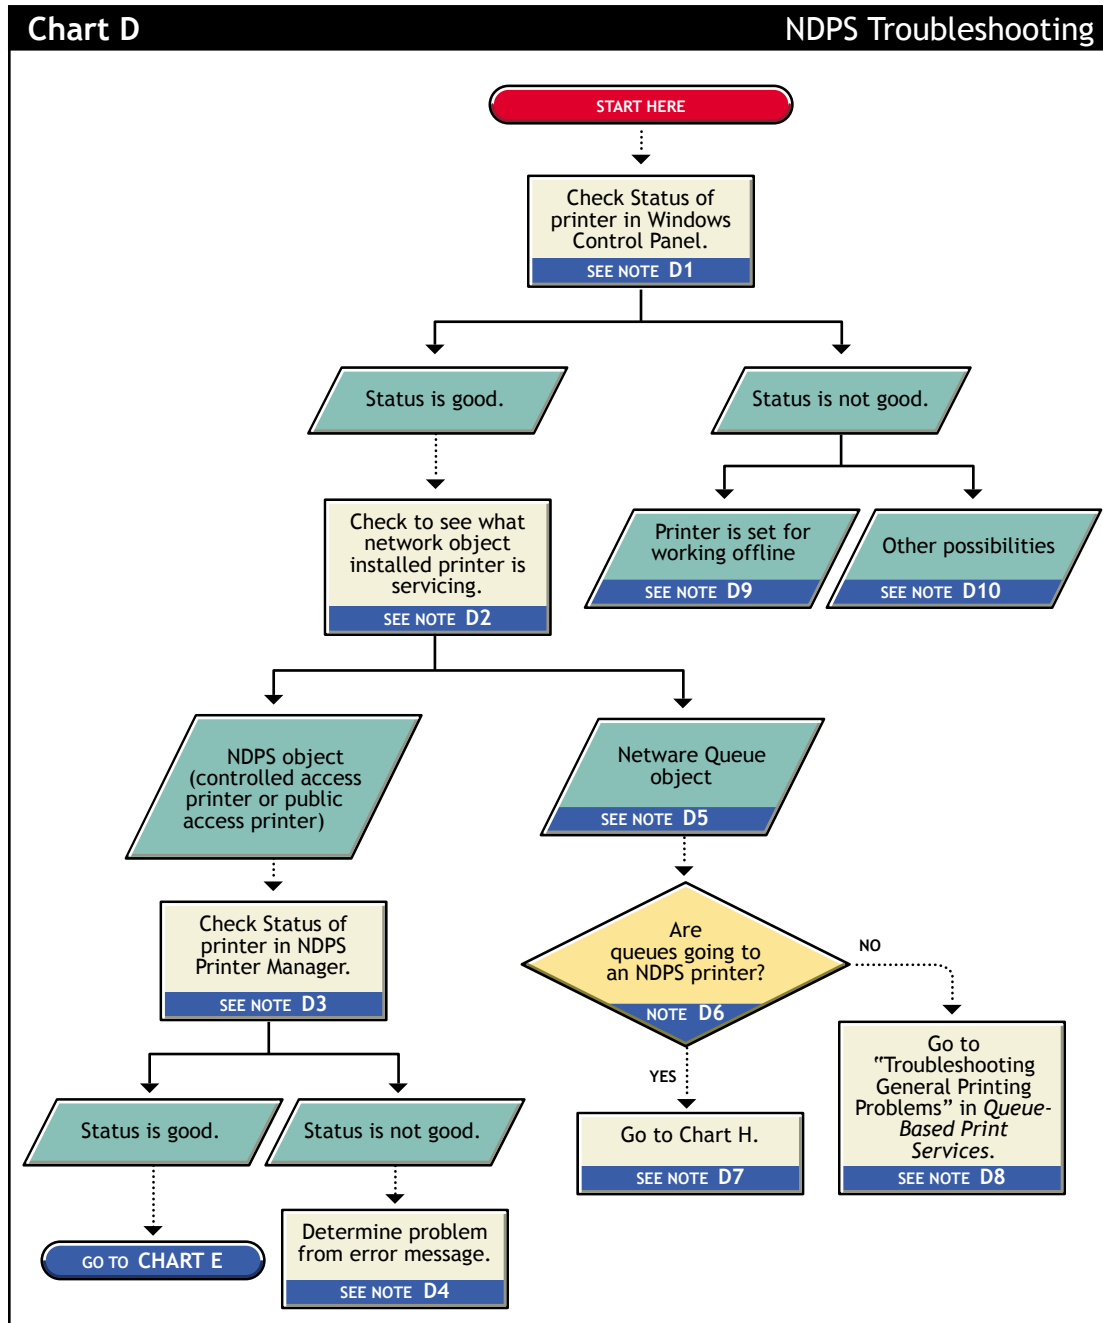 Chart D
NDPS Troubleshooting
START HERE
Check Status of
printer in Windows
Control Panel.
SEE NOTE D1
Status is good.
Status is not good.
Check to see what
network object
installed printer is
servicing.
SEE NOTE D2
Printer is set for
working offline
SEE NOTE D9
Other possibilities
SEE NOTE D10
NDPS object
(controlled access
printer or public
access printer)
Netware Queue
object
SEE NOTE D5
Check Status of
printer in NDPS
Printer Manager.
SEE NOTE D3
Are
queues going to
an NDPS printer?
NOTE D6
NO
YES
Go to
"Troubleshooting
General Printing
Problems” in Queue-
Based Print
Services.
SEE NOTE D8
Status is good.
Status is not good.
Go to Chart H.
SEE NOTE D7
GO TO CHART E
Determine problem
from error message.
SEE NOTE D4